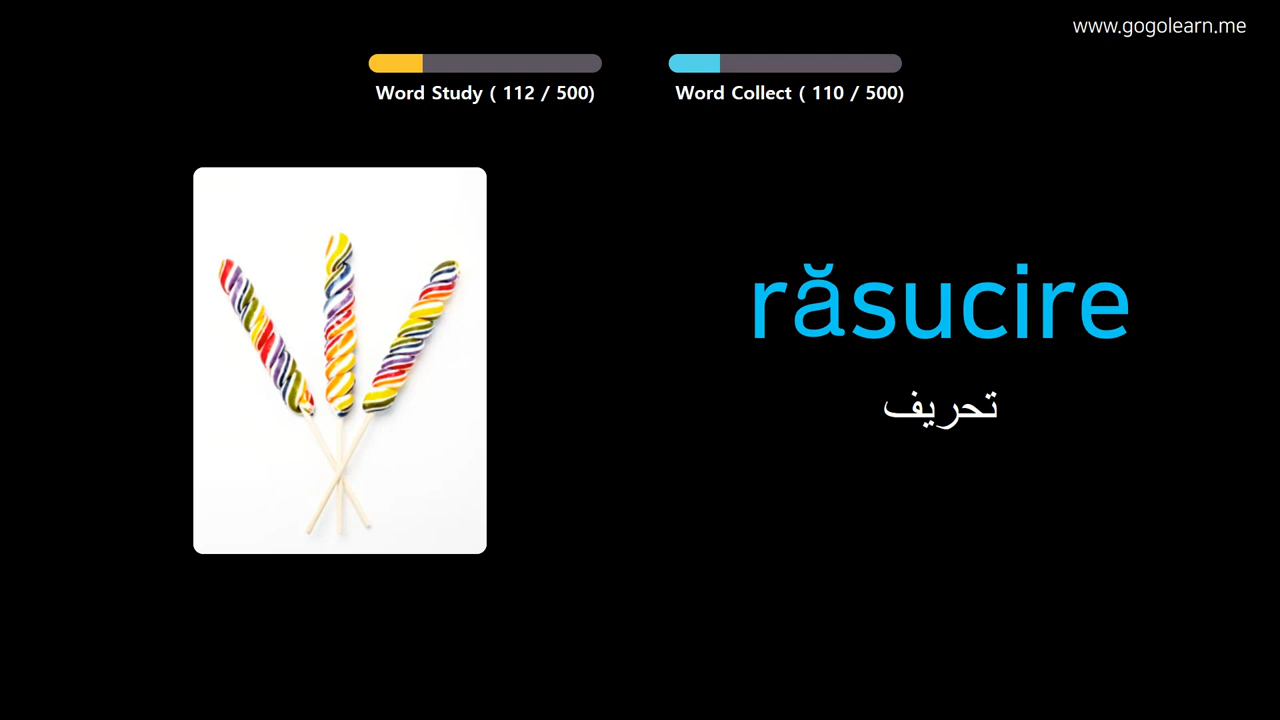 www.gogolearn.me
Word Study ( 112 / 500)
Word Collect ( 110 / 500)
răsucire
تحريف